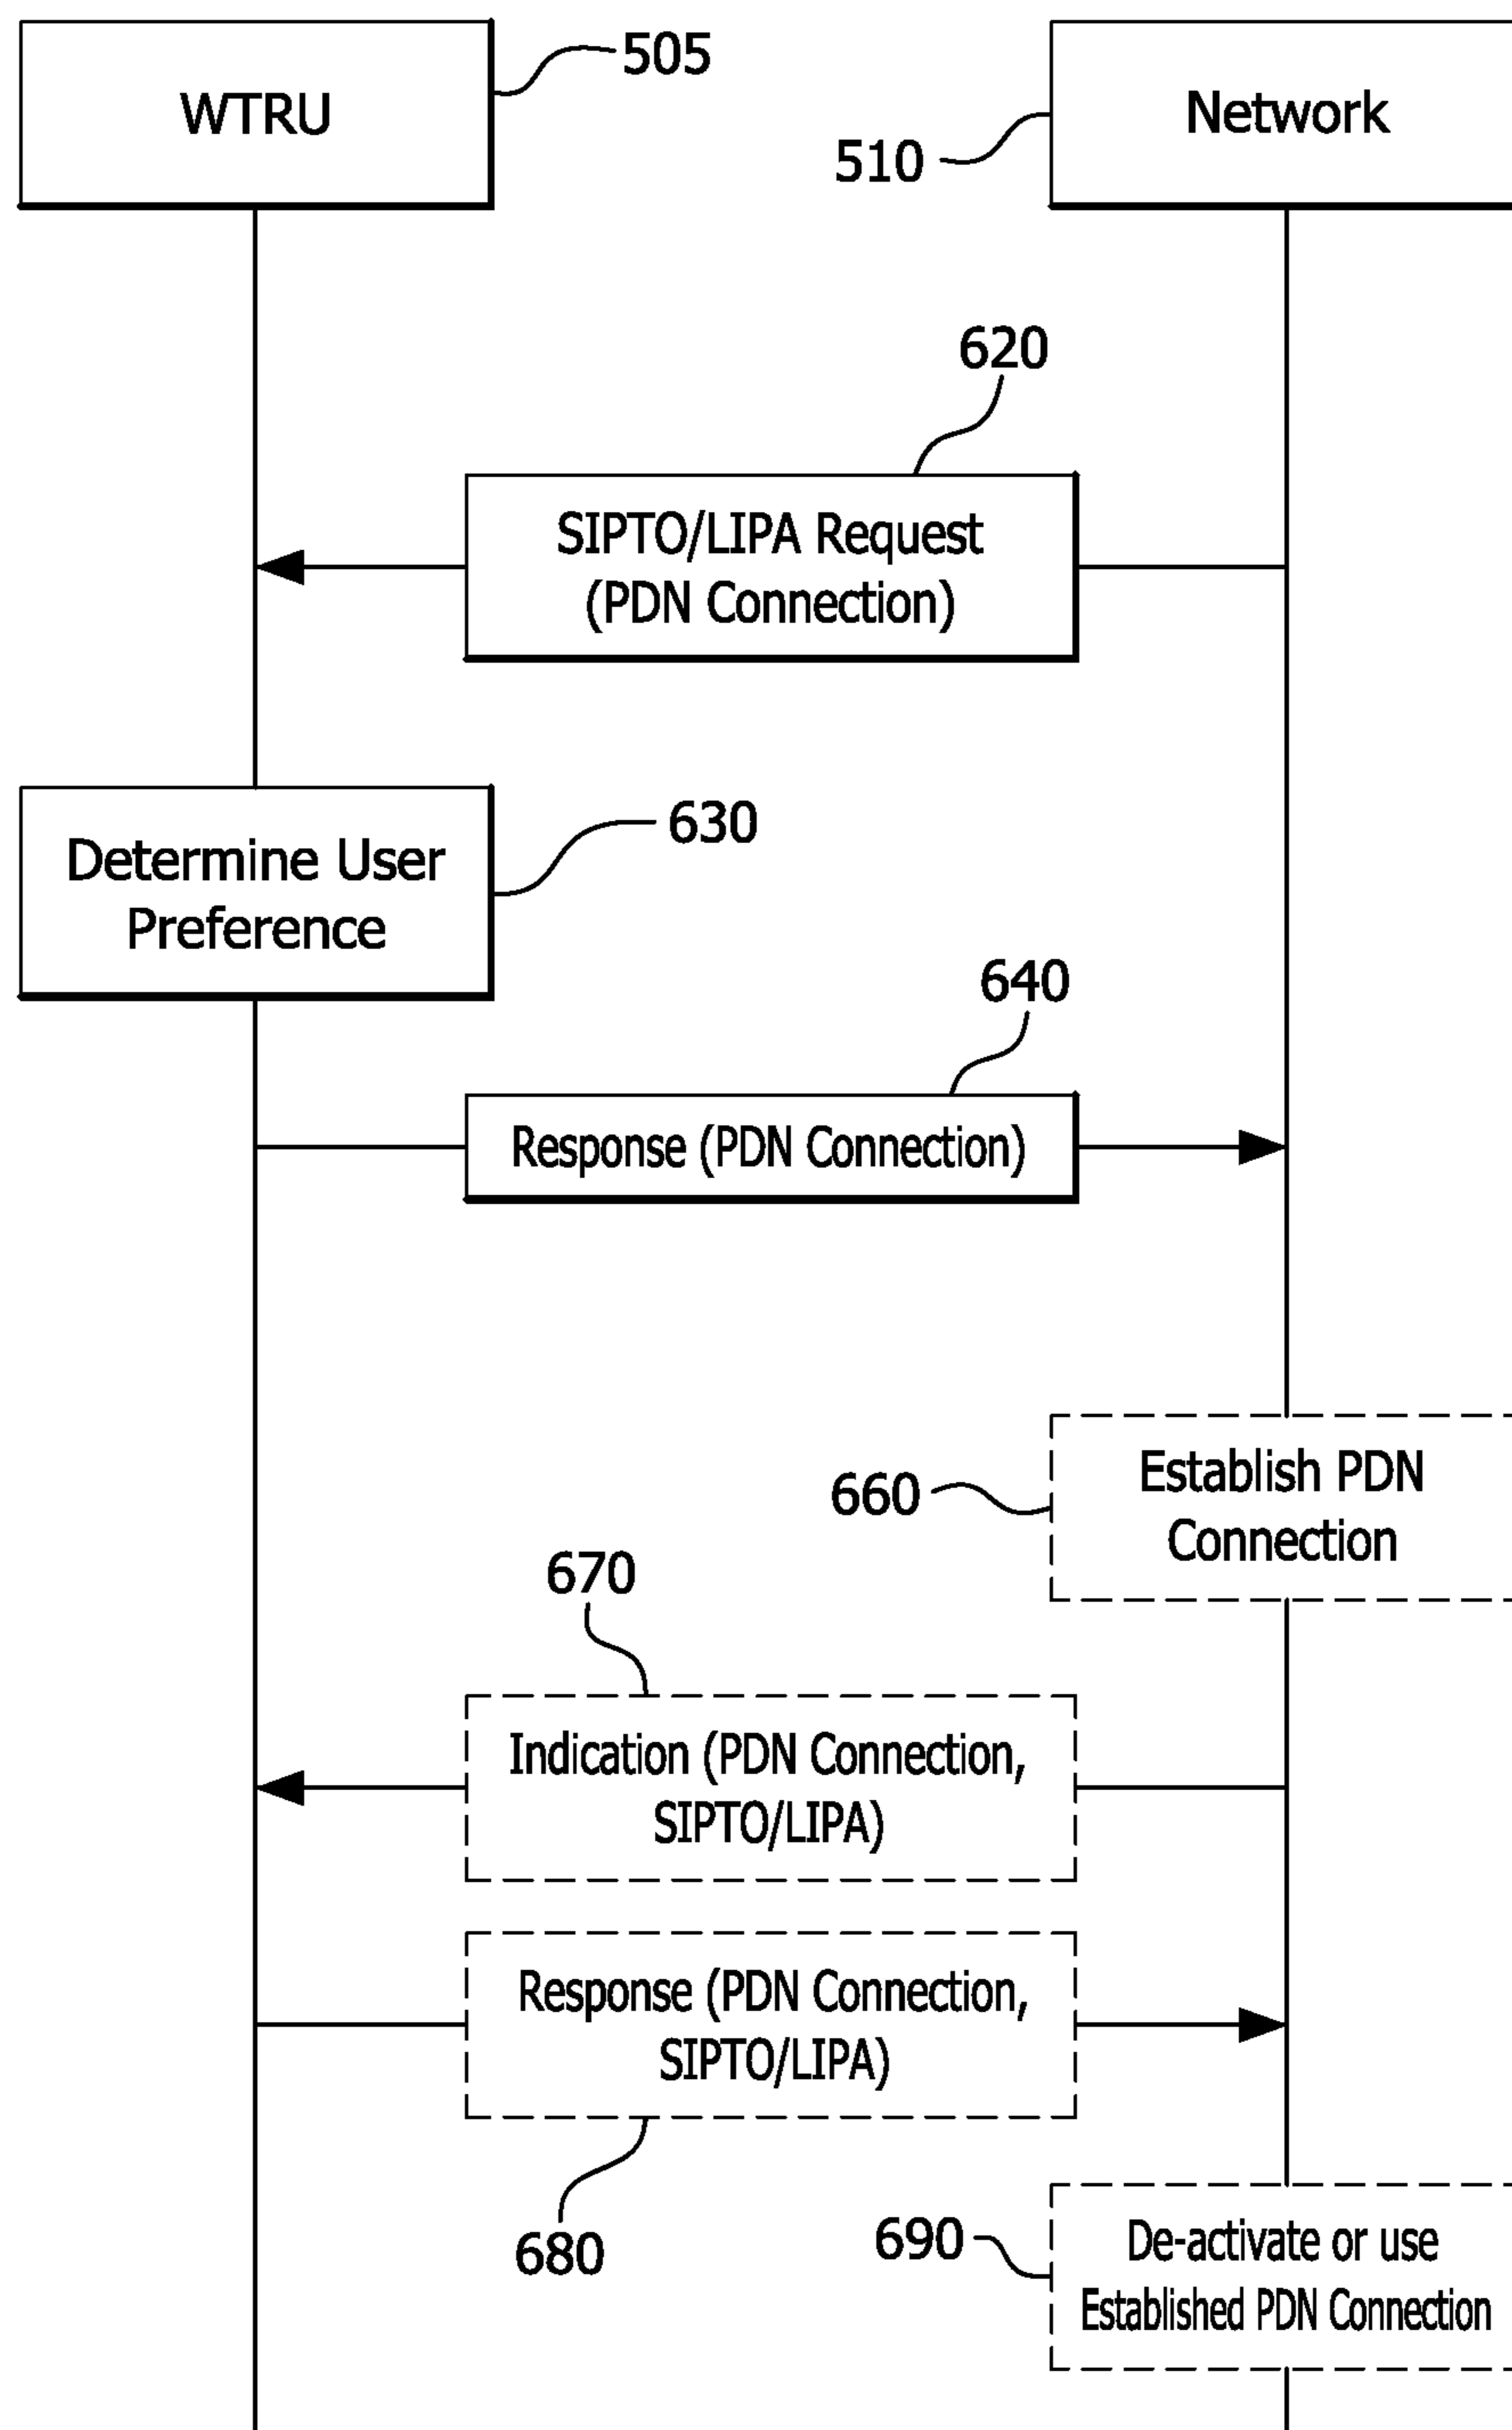 WTRU
505
Network
510
620
SIPTO/LIPA Request
(PDN Connection)
Determine User
Preference
630
640
Response (PDN Connection)
Establish PDN
Connection
660
670
Indication (PDN Connection,
SIPTO/LIPA)
Response (PDN Connection,
SIPTO/LIPA)
680
690
De-activate or use
Established PDN Connection